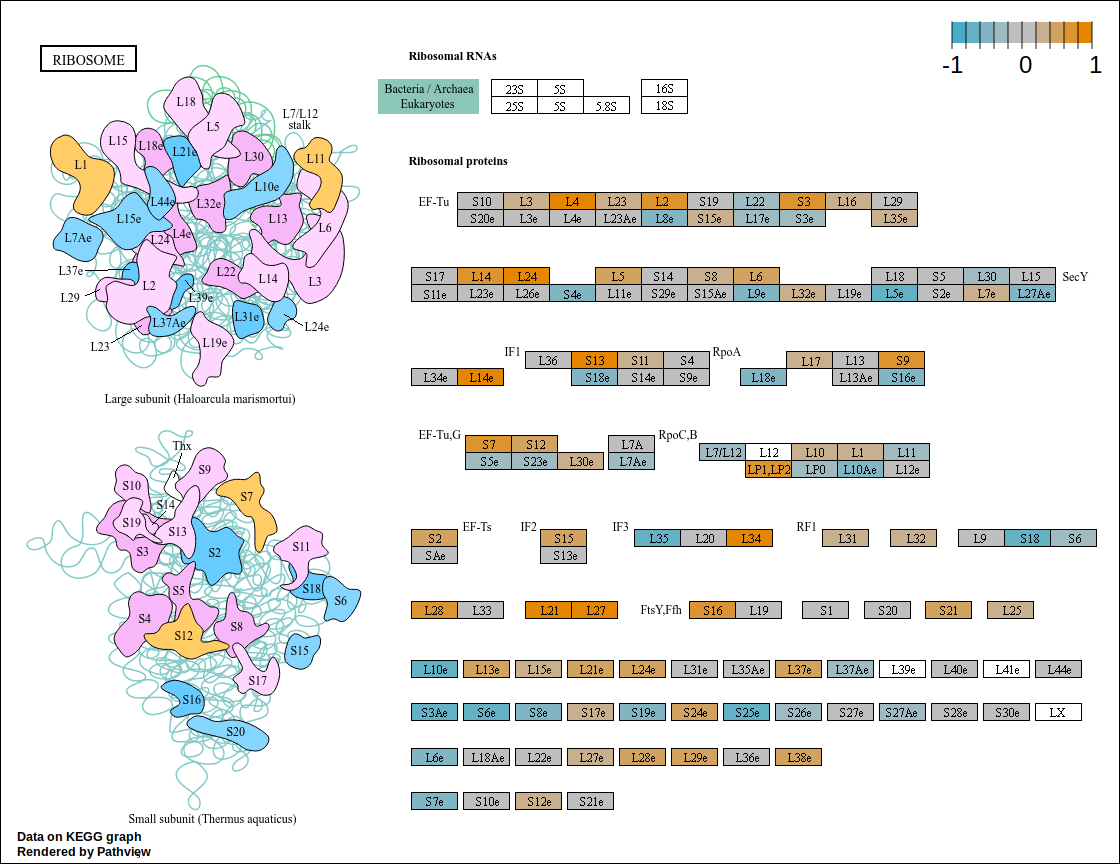 RIBOSOME
-1 0 1
Ribosomal RNAs
Bacteria / Archaea 23S 5S 16S
Eukaryotes 25S 5S 5.8S 18S
Ribosomal proteins
EF-Tu S10 L3 L4 L23 L2 S19 L22 S3 L16 L29
S20e L3e L4e L23Ae L8e S15e L17e S3e L35e
S17 L14 L24 L5 S14 S8 L6 L18 S5 L30 L15 SecY
S11e L23e L26e S4e L11e S29e S15Ae L9e L32e L19e L5e S2e L7e L27Ae
IF1 L36 S13 S11 S4 RpoA L17 L13 S9
L34e L14e S18e S14e S9e L18e L13Ae S16e
EF-Tu,G S7 S12 L7A RpoC,B
S5e S23e L30e L7Ae
L7/L12 L12 L10 L1 L11
LP1,LP2 LP0 L10Ae L12e
S2 EF-Ts IF2 S15 IF3 L35 L20 L34 RF1 L31 L32 L9 S18 S6
SAe S13e
L28 L33 L21 L27 FtsY,Ffh S16 L19 S1 S20 S21 L25
L10e L13e L15e L21e L24e L31e L35Ae L37e L37Ae L39e L40e L41e L44e
S3Ae S6e S8e S17e S19e S24e S25e S26e S27e S27Ae S28e S30e LX
L6e L18Ae L22e L27e L28e L29e L36e L38e
S7e S10e S12e S21e
L18
L5
L7/L12
stalk
L15
L18e
L21e
L30
L11
L1
L10e
L44e
L32e
L15e
L13
L6
L7Ae
L24
L4e
L37e
L22
L14
L3
L2
L29
L39e
L37Ae
L31e
L24e
L23
L19e
Large subunit (Haloarcula marismortui)
Thx
S9
S10
S7
S14
S19
S13
S3
S2
S11
S5
S18
S6
S4
S12
S8
S15
S17
S16
S20
Small subunit (Thermus aquaticus)
Data on KEGG graph
Rendered by Pathview